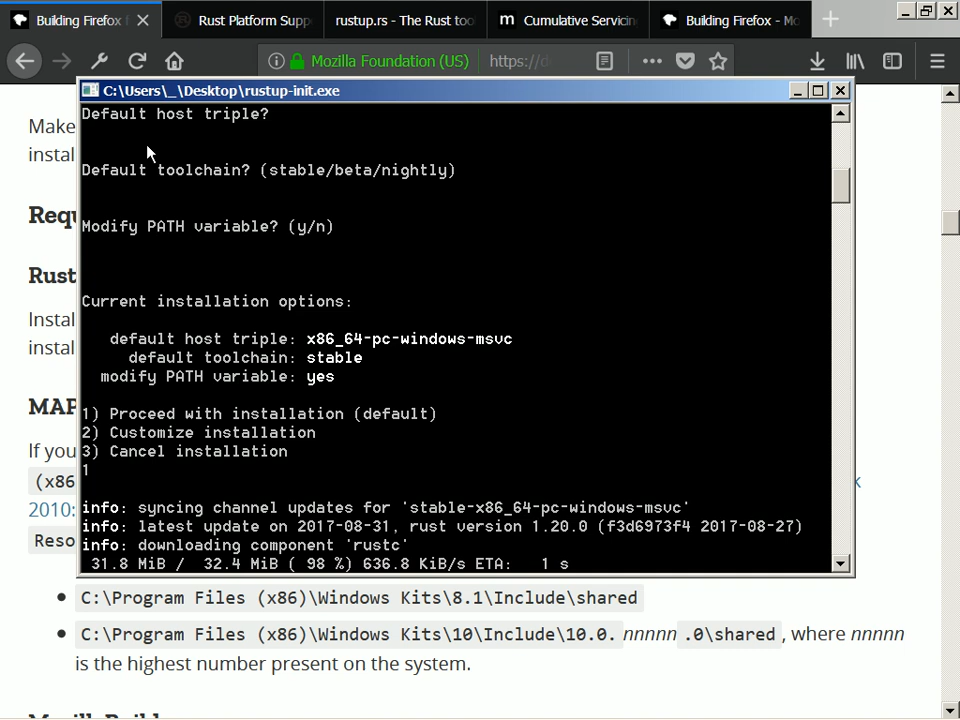 Building Firefox f
Rust Platform Supp
rustup.rs - The Rust too
Cumulative Servicin
Building Firefox - Mo
Mozilla Foundation (US)
https://d
C:\Users\_\Desktop\rustup-init.exe
Make
instal
Requ
Rust
Instal
instal
MAP
If you
(x86
2010:
Reso
k
Default host triple?
Default toolchain? (stable/beta/nightly)
Modify PATH variable? (y/n)
Current installation options:
default host triple: x86_64-pc-windows-msvc
default toolchain: stable
modify PATH variable: yes
1) Proceed with installation (default)
2) Customize installation
3) Cancel installation
1
info: syncing channel updates for 'stable-x86_64-pc-windows-msvc'
info: latest update on 2017-08-31, rust version 1.20.0 (f3d6973f4 2017-08-27)
info: downloading component 'rustc'
31.8 MiB / 32.4 MiB ( 98 %) 636.8 KiB/s ETA: 1 s
C:\Program Files (x86)\Windows Kits\8.1\Include\shared
C:\Program Files (x86)\Windows Kits\10\Include\10.0.nnnnn.0\shared, where nnnnn
is the highest number present on the system.